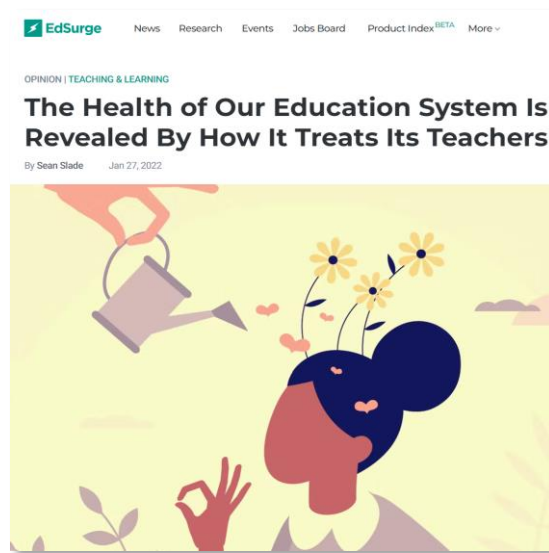 EdSurge News Research Events Jobs Board Product Index BETA More
OPINION | TEACHING & LEARNING
The Health of Our Education System Is
Revealed By How It Treats Its Teachers
By Sean Slade Jan 27, 2022